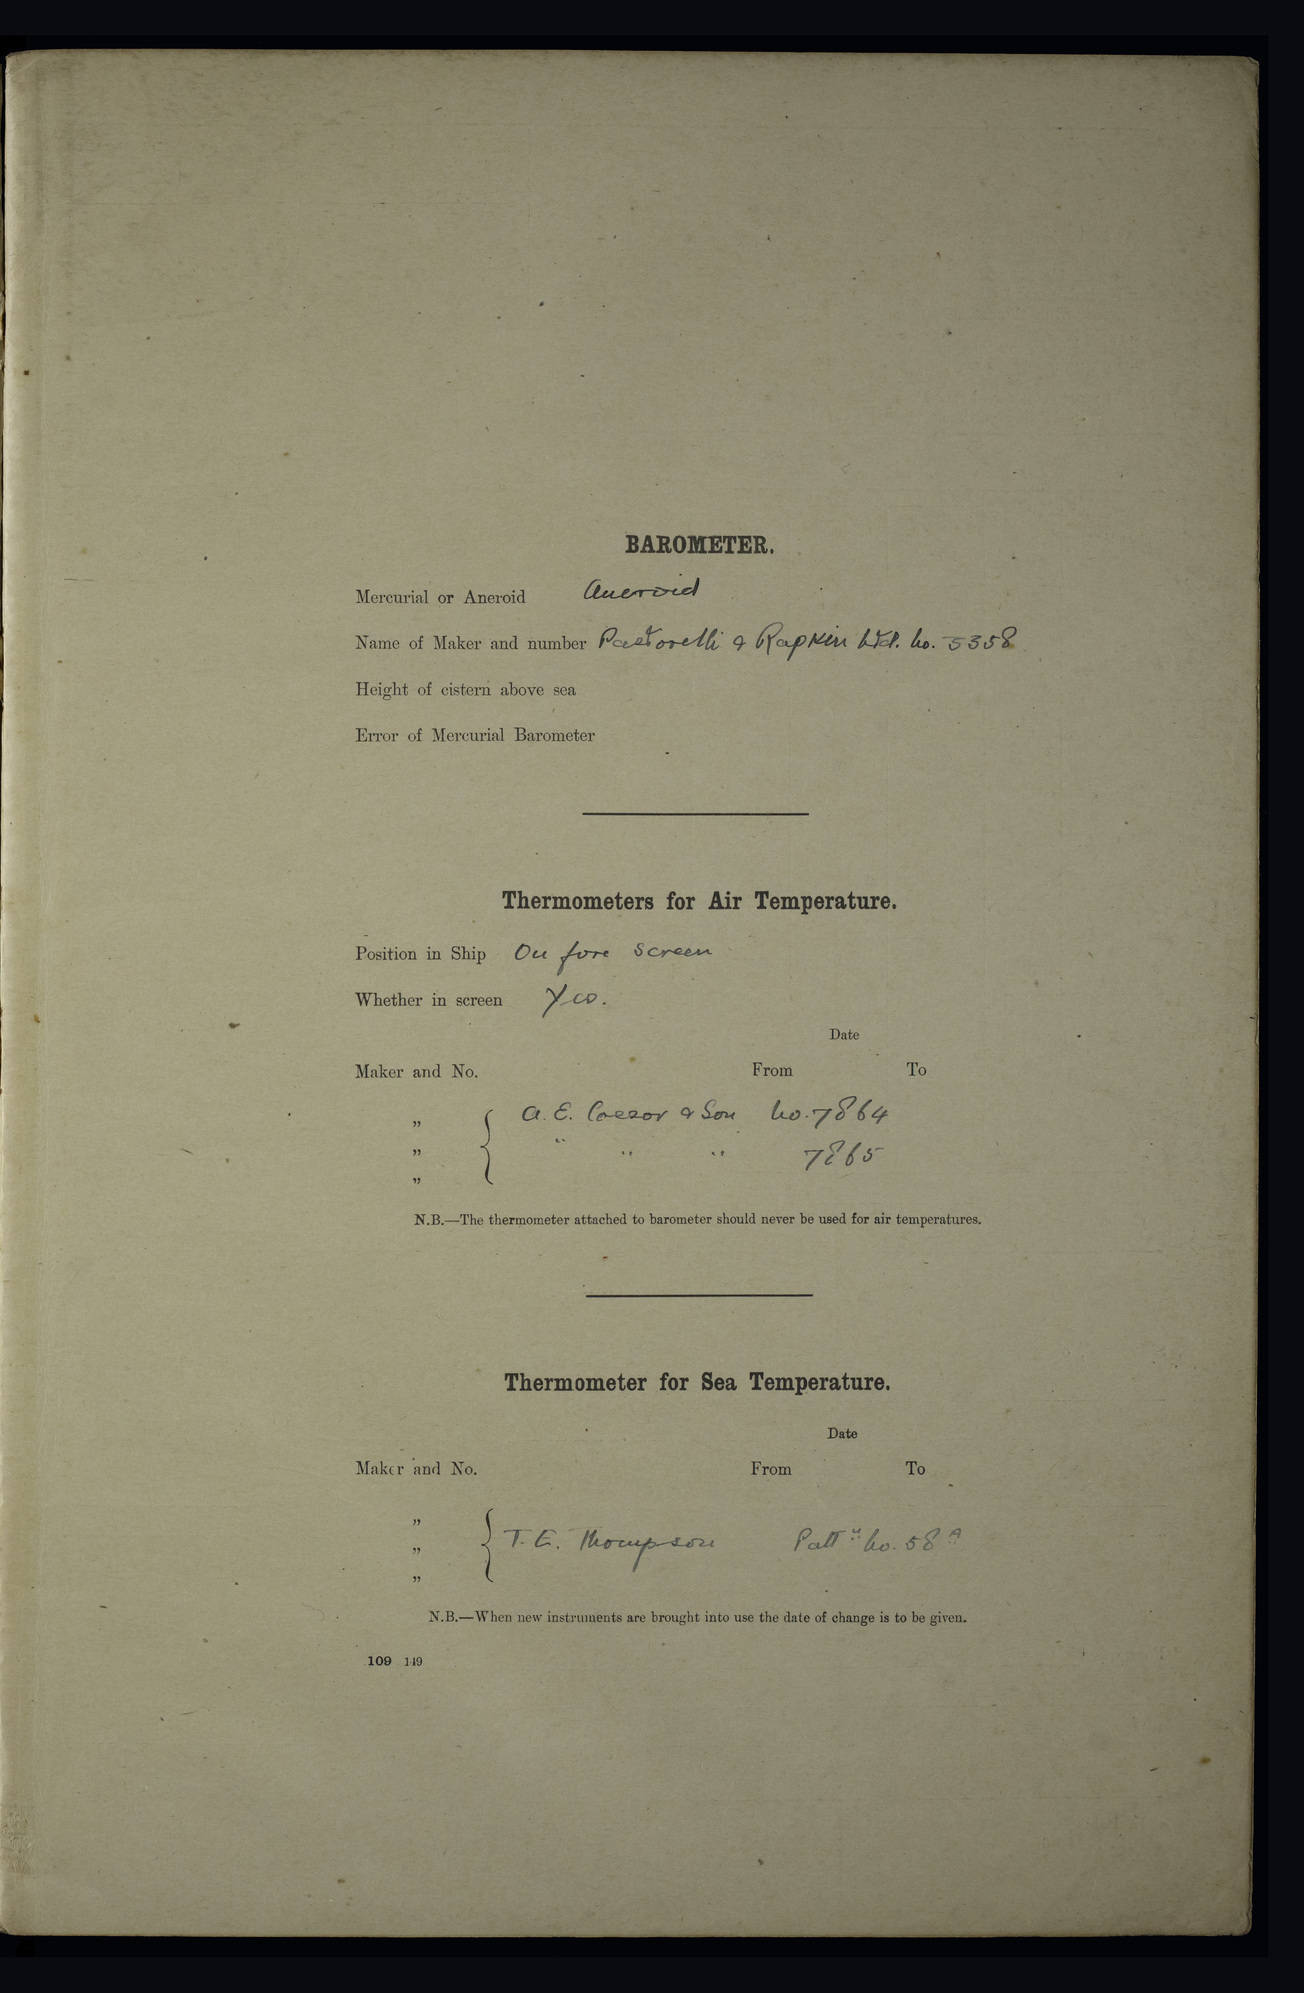 BAROMETER.
Mercurial or Aneroid Aneroid
Name of Maker and number Pastorelli & Rapkin Ltd. No. 5358
Height of cistern above sea
Error of Mercurial Barometer
Thermometers for Air Temperature.
Position in Ship On fore screen
Whether in screen Yes.
Date
Maker and No. From To
„ A. E. & Son No. 7864
„ " " " 7865
„
N.B.—The thermometer attached to barometer should never be used for air temperatures.
Thermometer for Sea Temperature.
Date
Maker and No. From To
„
„ T. E. Thompson Pattn No. 58A
„
N.B.—When new instruments are brought into use the date of change is to be given.
109 149